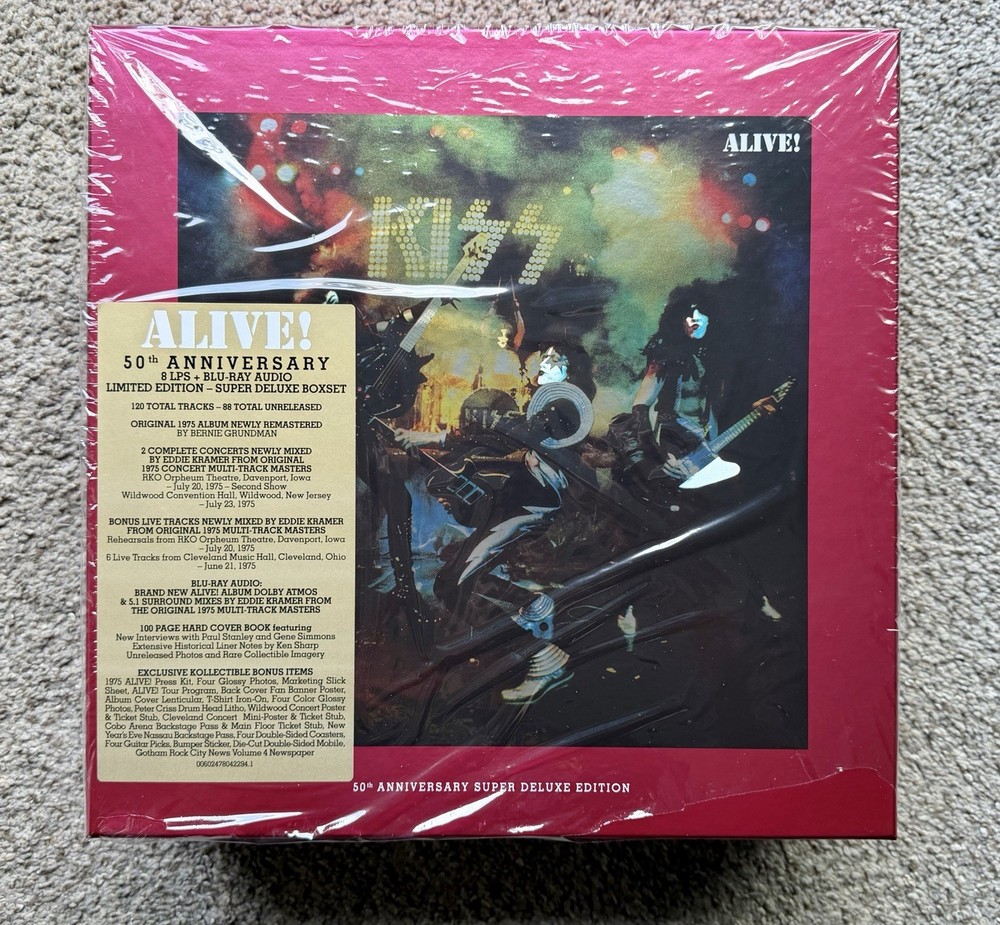 ALIVE!
KISS
KISS
ALIVE!
50th ANNIVERSARY
8 LPS + BLU-RAY AUDIO
LIMITED EDITION – SUPER DELUXE BOXSET
120 TOTAL TRACKS – 88 TOTAL UNRELEASED
ORIGINAL 1975 ALBUM NEWLY REMASTERED
BY BERNIE GRUNDMAN
2 COMPLETE CONCERTS NEWLY MIXED
BY EDDIE KRAMER FROM ORIGINAL
1975 CONCERT MULTI-TRACK MASTERS
RKO Orpheum Theatre, Davenport, Iowa
– July 20, 1975 – Second Show
Wildwood Convention Hall, Wildwood, New Jersey
– July 23, 1975
BONUS LIVE TRACKS NEWLY MIXED BY EDDIE KRAMER
FROM ORIGINAL 1975 MULTI-TRACK MASTERS
Rehearsals from RKO Orpheum Theatre, Davenport, Iowa
– July 20, 1975
6 Live Tracks from Cleveland Music Hall, Cleveland, Ohio
– June 21, 1975
BLU-RAY AUDIO:
BRAND NEW ALIVE! ALBUM DOLBY ATMOS
& 5.1 SURROUND MIXES BY EDDIE KRAMER FROM
THE ORIGINAL 1975 MULTI-TRACK MASTERS
100 PAGE HARD COVER BOOK featuring
New Interviews with Paul Stanley and Gene Simmons
Extensive Historical Liner Notes by Ken Sharp
Unreleased Photos and Rare Collectible Imagery
EXCLUSIVE KOLLECTIBLE BONUS ITEMS
1975 ALIVE! Press Kit, Four Glossy Photos, Marketing Slick
Sheet, ALIVE! Tour Program, Back Cover Fan Banner Poster,
Album Cover Lenticular, T-Shirt Iron-On, Four Color Glossy
Photos, Peter Criss Drum Head Litho, Wildwood Concert Poster
& Ticket Stub, Cleveland Concert Mini-Poster & Ticket Stub,
Cobo Arena Backstage Pass & Main Floor Ticket Stub, New
Year's Eve Nassau Backstage Pass, Four Double-Sided Coasters,
Four Guitar Picks, Bumper Sticker, Die-Cut Double-Sided Mobile,
Gotham Rock City News Volume 4 Newspaper
00602478042294.1
50th ANNIVERSARY SUPER DELUXE EDITION